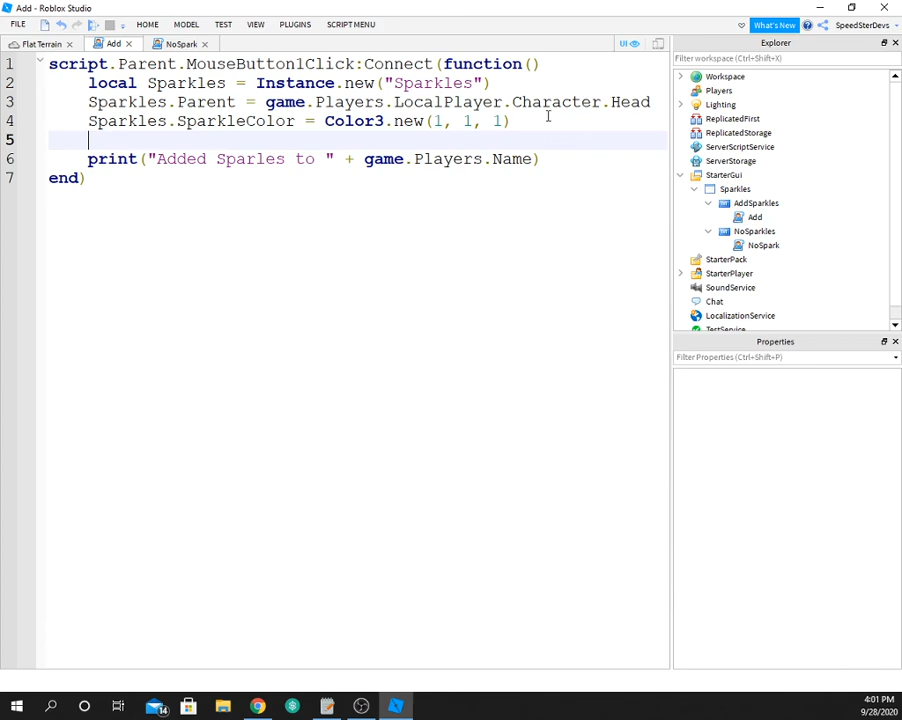 Add - Roblox Studio
FILE HOME MODEL TEST VIEW PLUGINS SCRIPT MENU What's New SpeedSterDevs
Flat Terrain Add NoSpark UI
1 script.Parent.MouseButton1Click:Connect(function()
2 local Sparkles = Instance.new("Sparkles")
3 Sparkles.Parent = game.Players.LocalPlayer.Character.Head
4 Sparkles.SparkleColor = Color3.new(1, 1, 1)
5
6 print("Added Sparles to " + game.Players.Name)
7 end)
Explorer
Filter workspace (Ctrl+Shift+X)
Workspace
Players
Lighting
ReplicatedFirst
ReplicatedStorage
ServerScriptService
ServerStorage
StarterGui
Sparkles
AddSparkles
Add
NoSparkles
NoSpark
StarterPack
StarterPlayer
SoundService
Chat
LocalizationService
TestService
Properties
Filter Properties (Ctrl+Shift+P)
14
4:01 PM
9/28/2020